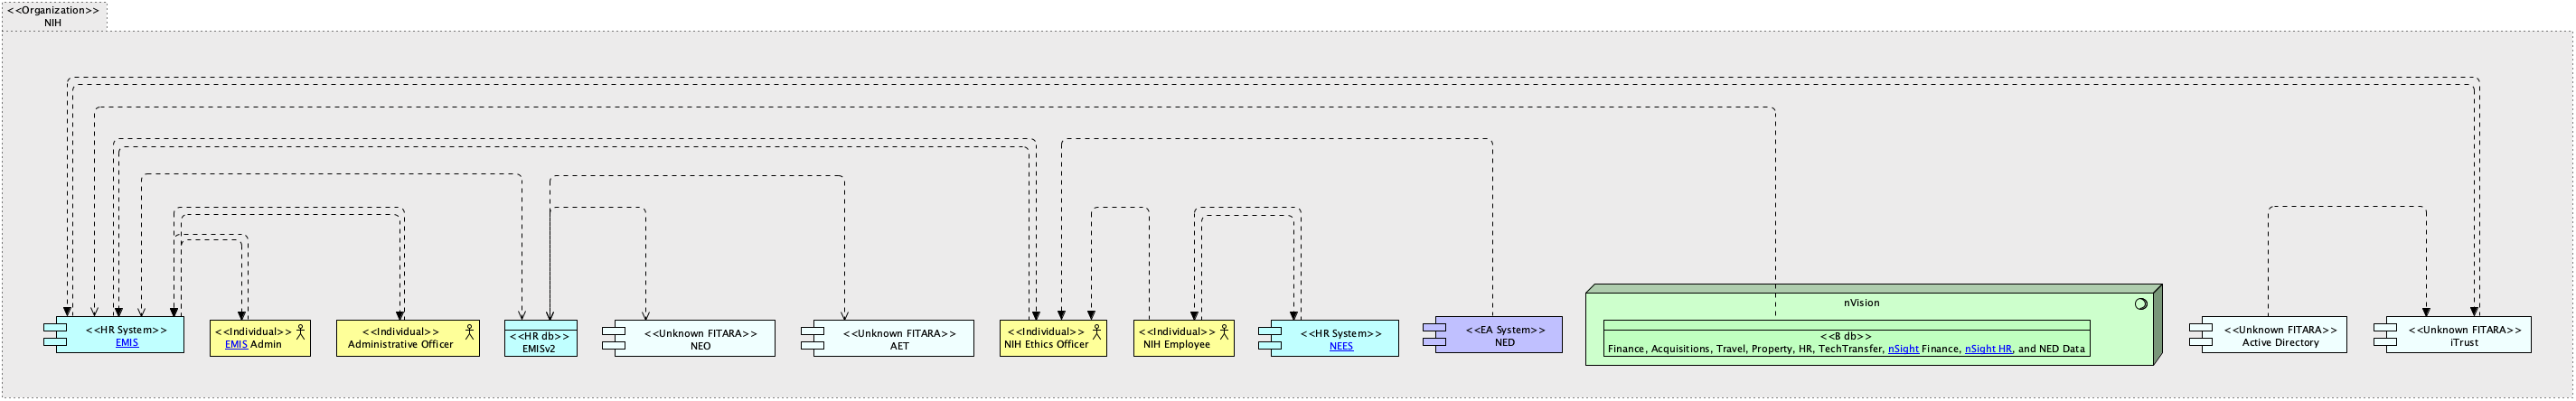 <<Organization>>
NIH
<<HR System>>
EMIS
<<Individual>>
EMIS Admin
<<Individual>>
Administrative Officer
<<HR db>>
EMISv2
<<Unknown FITARA>>
NEO
<<Unknown FITARA>>
AET
<<Individual>>
NIH Ethics Officer
<<Individual>>
NIH Employee
<<HR System>>
NEES
<<EA System>>
NED
nVision
<<B db>>
Finance, Acquisitions, Travel, Property, HR, TechTransfer, nSight Finance, nSight HR, and NED Data
<<Unknown FITARA>>
Active Directory
<<Unknown FITARA>>
iTrust